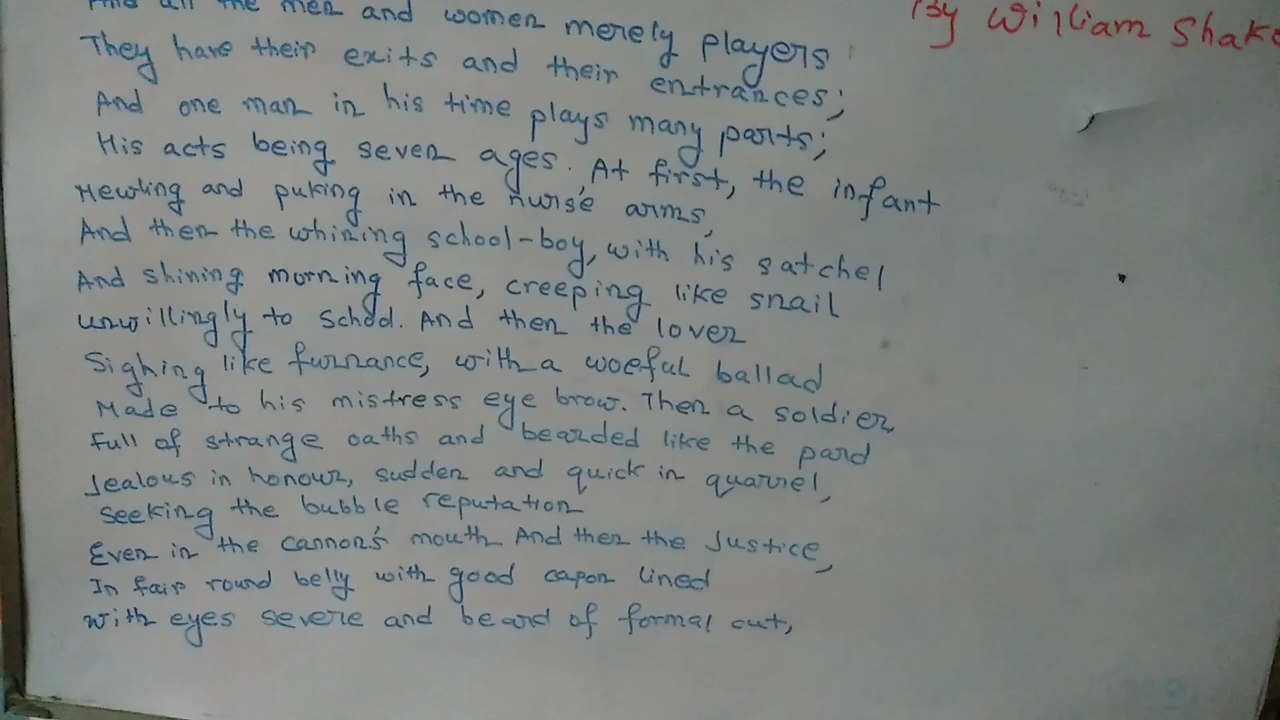 all the men and women merely players
By William Shake
They have their exits and their entrances;
And one man in his time plays many parts;
His acts being seven ages. At first, the infant
Mewling and puking in the nurse' arms,
And then the whining school-boy, with his satchel
And shining morning face, creeping like snail
unwillingly to school. And then the lover
Sighing like furnance, with a woeful ballad
Made to his mistress eye brow. Then a soldier,
Full of strange oaths and bearded like the pard
Jealous in honour, sudden and quick in quarrel,
seeking the bubble reputation
Even in the cannon's mouth And then the Justice,
In fair round belly with good capon lined
with eyes severe and beard of formal cut,